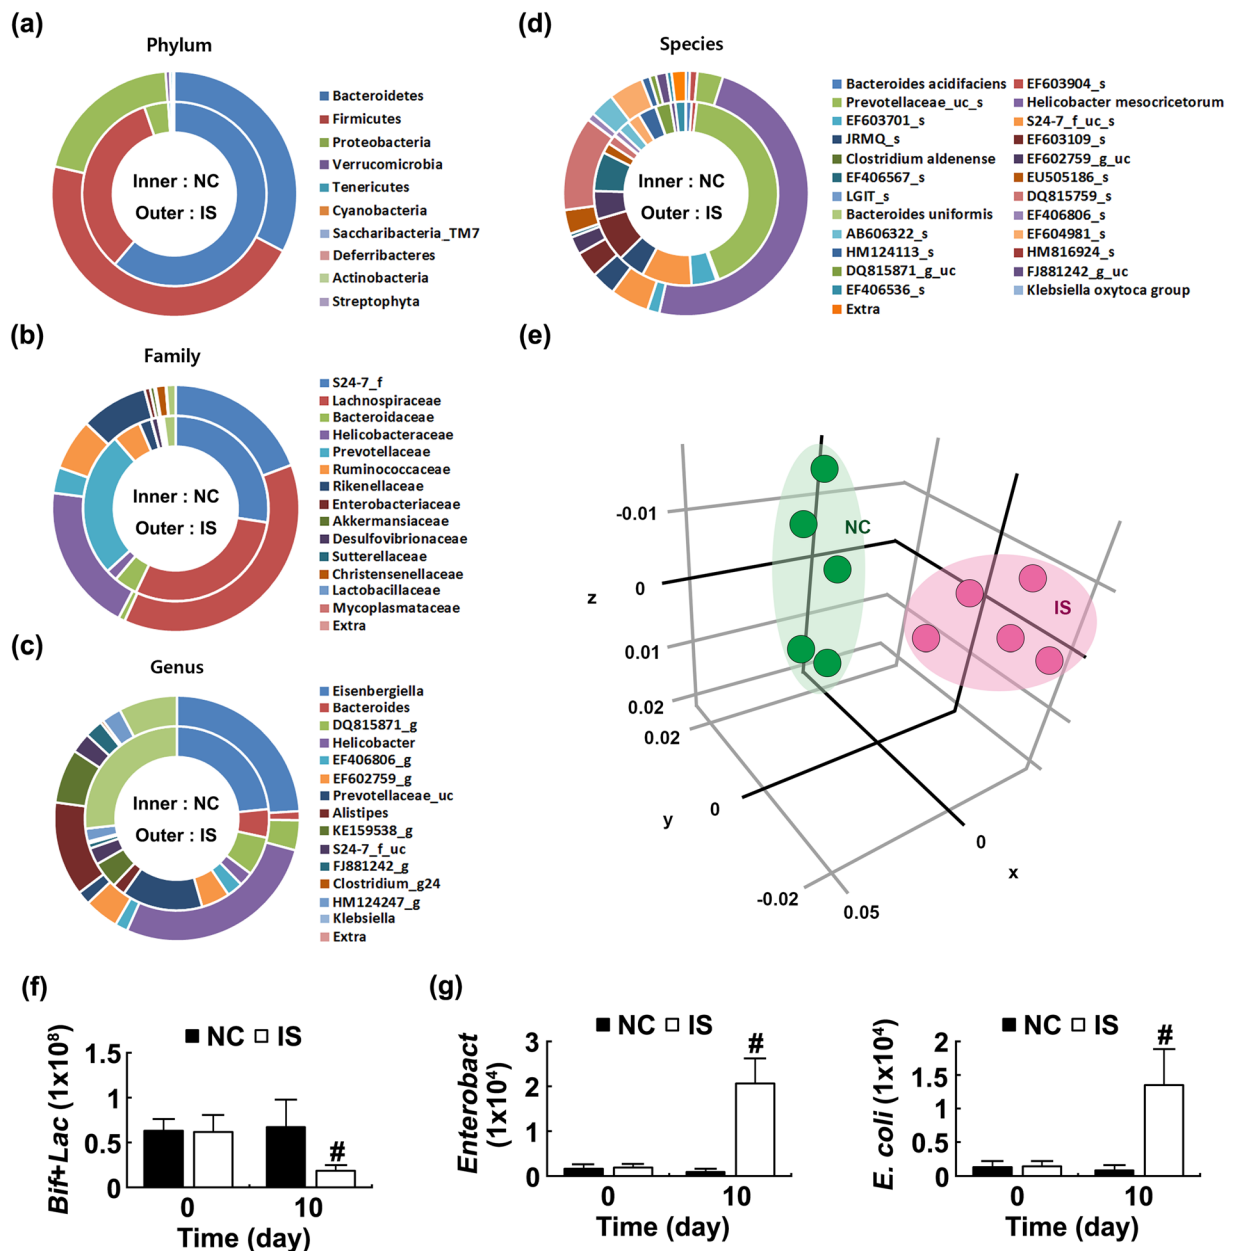 (a)
Phylum
Inner : NC
Outer : IS
Bacteroidetes
Firmicutes
Proteobacteria
Verrucomicrobia
Tenericutes
Cyanobacteria
Saccharibacteria_TM7
Deferribacteres
Actinobacteria
Streptophyta
(b)
Family
Inner : NC
Outer : IS
S24-7_f
Lachnospiraceae
Bacteroidaceae
Helicobacteraceae
Prevotellaceae
Ruminococcaceae
Rikenellaceae
Enterobacteriaceae
Akkermansiaceae
Desulfovibrionaceae
Sutterellaceae
Christensenellaceae
Lactobacillaceae
Mycoplasmataceae
Extra
(c)
Genus
Inner : NC
Outer : IS
Eisenbergiella
Bacteroides
DQ815871_g
Helicobacter
EF406806_g
EF602759_g
Prevotellaceae_uc
Alistipes
KE159538_g
S24-7_f_uc
FJ881242_g
Clostridium_g24
HM124247_g
Klebsiella
Extra
(d)
Species
Inner : NC
Outer : IS
Bacteroides acidifaciens
EF603904_s
Prevotellaceae_uc_s
Helicobacter mesocricetorum
EF603701_s
S24-7_f_uc_s
JRMQ_s
EF603109_s
Clostridium aldenense
EF602759_g_uc
EF406567_s
EU505186_s
LGIT_s
DQ815759_s
Bacteroides uniformis
EF406806_s
AB606322_s
EF604981_s
HM124113_s
HM816924_s
DQ815871_g_uc
FJ881242_g_uc
EF406536_s
Klebsiella oxytoca group
Extra
(e)
NC
IS
-0.01
0
z
0.01
0.02
0.02
y
0
0
x
-0.02
0.05
(f)
NC IS
Bif+Lac (1x10⁸)
1.5
1
0.5
0
#
0 10
Time (day)
(g)
NC IS
Enterobact
(1x10⁴)
3
2
1
0
#
0 10
Time (day)
NC IS
E. coli (1x10⁴)
2
1.5
1
0.5
0
#
0 10
Time (day)